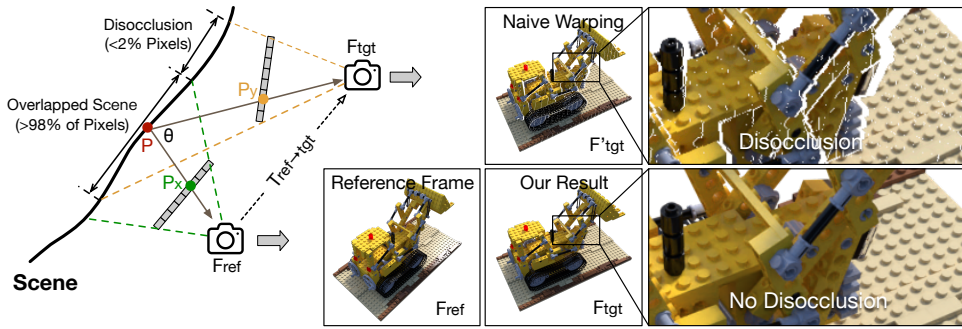 Disocclusion
(<2% Pixels)
Overlapped Scene
(>98% of Pixels)
P
θ
Py
Px
Ftgt
Tref→tgt
Fref
Scene
Naive Warping
F'tgt
Disocclusion
Reference Frame
Fref
Our Result
Ftgt
No Disocclusion